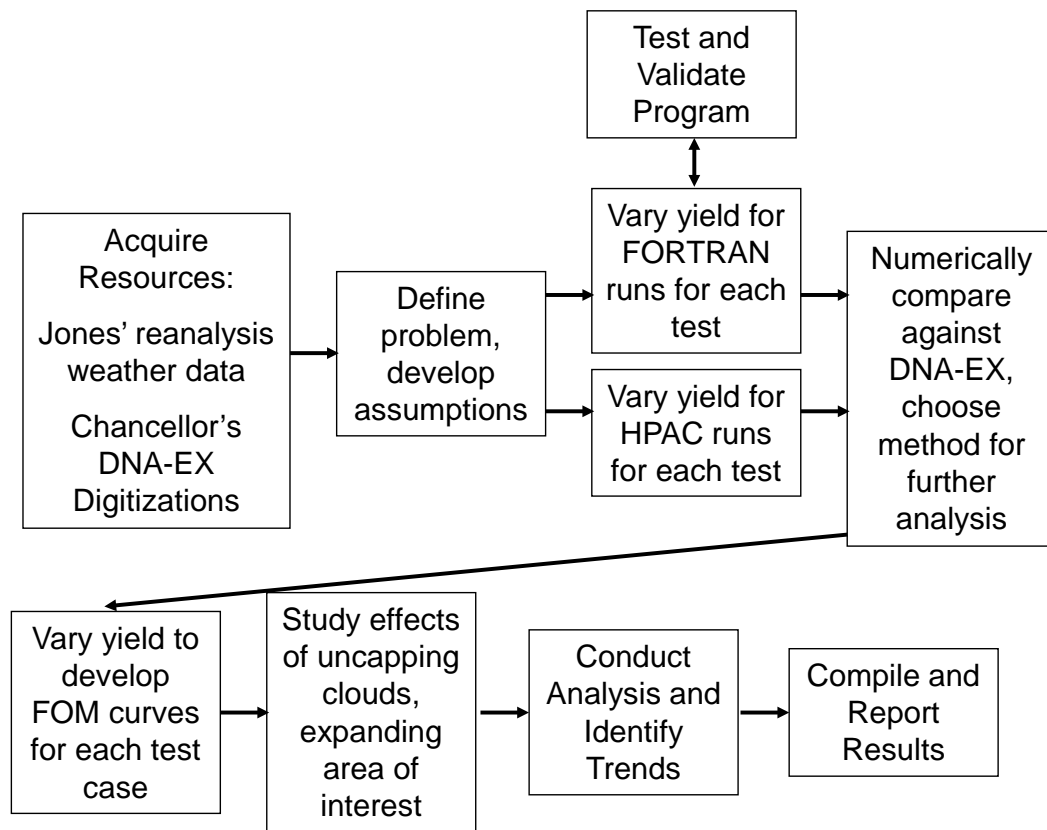 Test and
Validate
Program
Acquire
Resources:
Jones’ reanalysis
weather data
Chancellor’s
DNA-EX
Digitizations
Define
problem,
develop
assumptions
Vary yield for
FORTRAN
runs for each
test
Vary yield for
HPAC runs
for each test
Numerically
compare
against
DNA-EX,
choose
method for
further
analysis
Vary yield to
develop
FOM curves
for each test
case
Study effects
of uncapping
clouds,
expanding
area of
interest
Conduct
Analysis and
Identify
Trends
Compile and
Report
Results